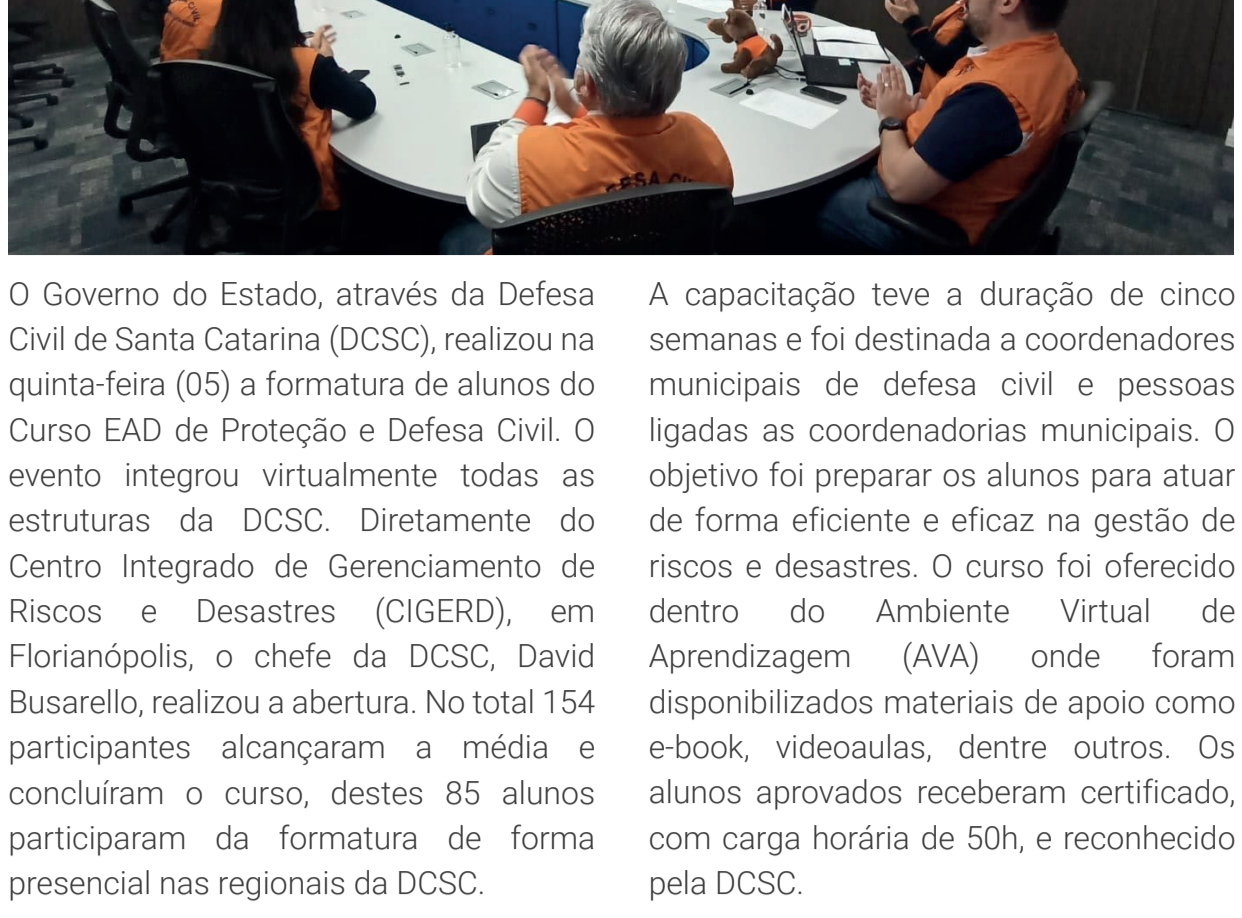 ESA CI
O Governo do Estado, através da Defesa
Civil de Santa Catarina (DCSC), realizou na
quinta-feira (05) a formatura de alunos do
Curso EAD de Proteção e Defesa Civil. O
evento integrou virtualmente todas as
estruturas da DCSC. Diretamente do
Centro Integrado de Gerenciamento de
Riscos e Desastres (CIGERD), em
Florianópolis, o chefe da DCSC, David
Busarello, realizou a abertura. No total 154
participantes alcançaram a média e
concluíram o curso, destes 85 alunos
participaram da formatura de forma
presencial nas regionais da DCSC.
A capacitação teve a duração de cinco
semanas e foi destinada a coordenadores
municipais de defesa civil e pessoas
ligadas as coordenadorias municipais. O
objetivo foi preparar os alunos para atuar
de forma eficiente e eficaz na gestão de
riscos e desastres. O curso foi oferecido
dentro do Ambiente Virtual de
Aprendizagem (AVA) onde foram
disponibilizados materiais de apoio como
e-book, videoaulas, dentre outros. Os
alunos aprovados receberam certificado,
com carga horária de 50h, e reconhecido
pela DCSC.